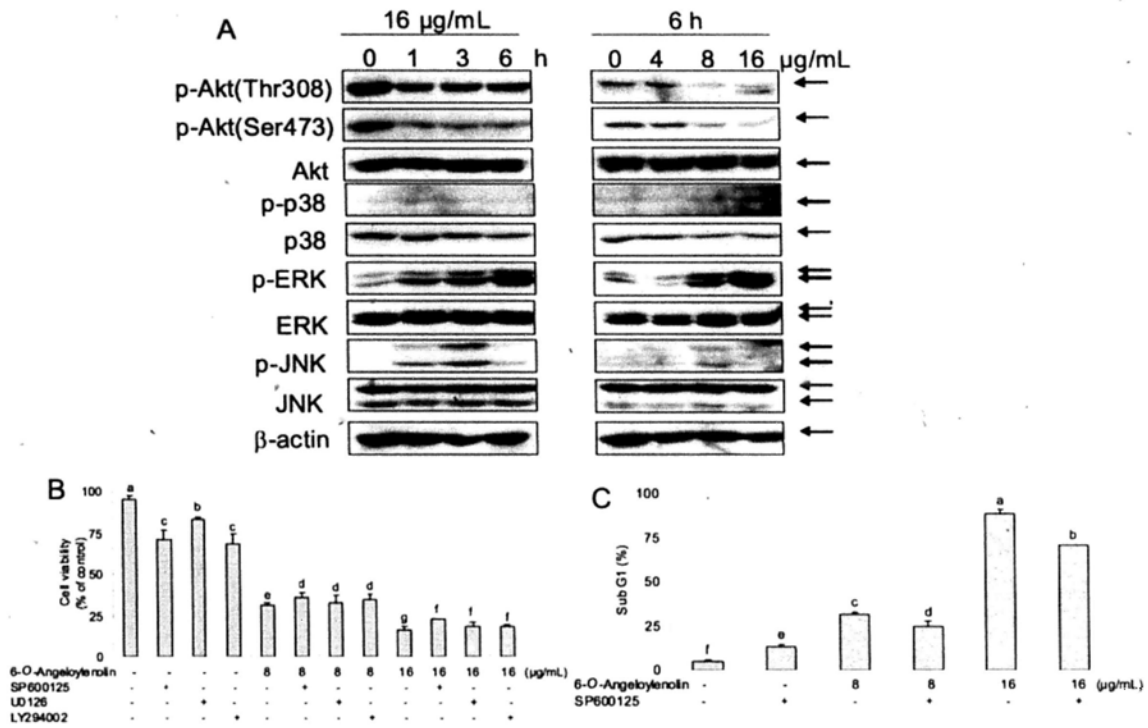 A
16 µg/mL 6 h
0 1 3 6 h 0 4 8 16 µg/mL
p-Akt(Thr308)
p-Akt(Ser473)
Akt
p-p38
p38
p-ERK
ERK
p-JNK
JNK
β-actin
B
100
75
50
25
0
Cell viability
(% of control)
a c b c e d d d g f f f
6-O-Angeloylenolin - - - - 8 8 8 8 16 16 16 16 (µg/mL)
SP600125 - + - - - + - - - + - -
U0126 - - + - - - + - - - + -
LY294002 - - - + - - - + - - - +
C
100
75
50
25
0
Sub G1 (%)
f e c d a b
6-O-Angeloylenolin - - 8 8 16 16 (µg/mL)
SP600125 - + - + - +